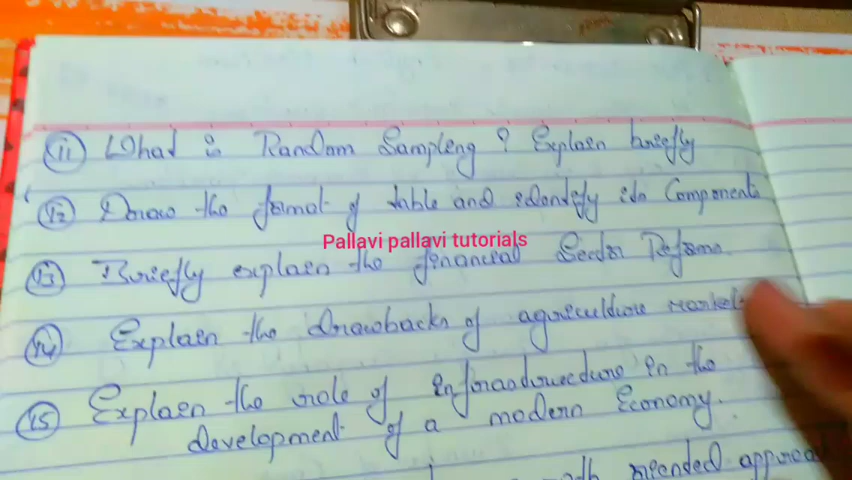 (11) What is Random Sampling ? Explain briefly
(12) Draw the format of table and identify its Components
Pallavi pallavi tutorials
(13) Briefly explain the financial Sector Reforms.
(14) Explain the drawbacks of agriculture market
(15) Explain the role of infrastructure in the
development of a modern Economy.